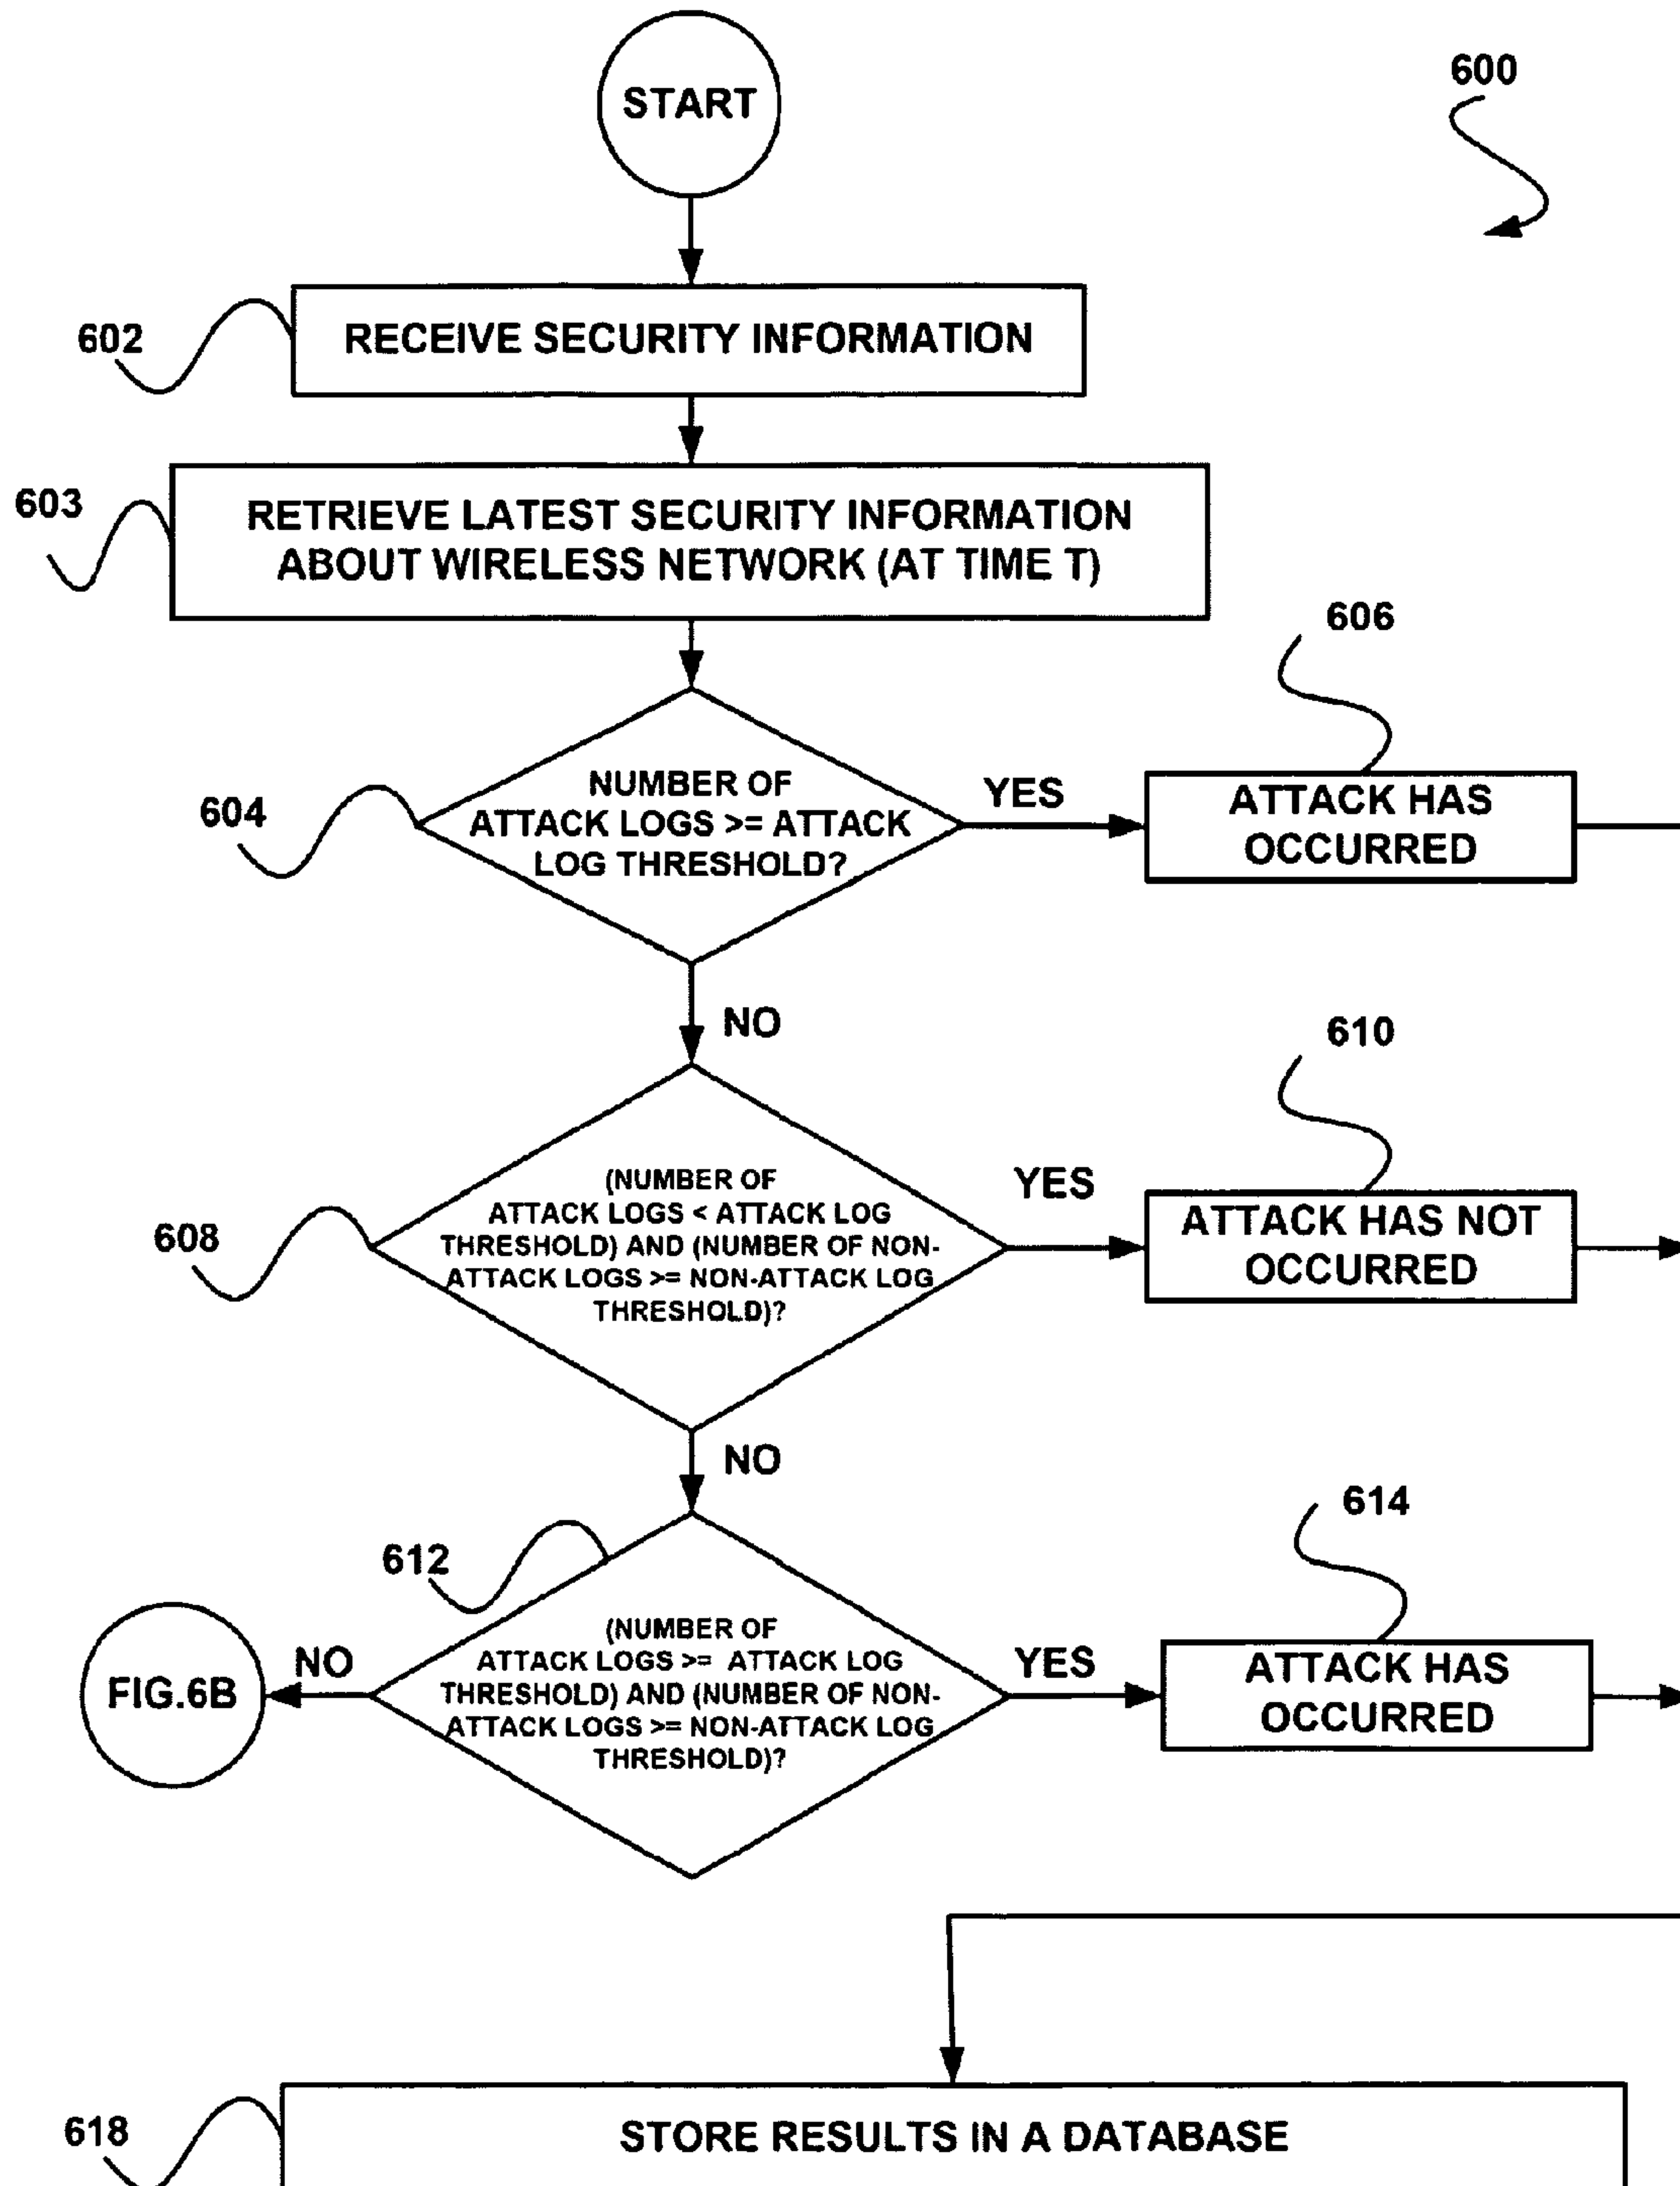 START
600
602
RECEIVE SECURITY INFORMATION
603
RETRIEVE LATEST SECURITY INFORMATION
ABOUT WIRELESS NETWORK (AT TIME T)
606
604
NUMBER OF
ATTACK LOGS >= ATTACK
LOG THRESHOLD?
YES
ATTACK HAS
OCCURRED
NO
610
608
(NUMBER OF
ATTACK LOGS < ATTACK LOG
THRESHOLD) AND (NUMBER OF NON-
ATTACK LOGS >= NON-ATTACK LOG
THRESHOLD)?
YES
ATTACK HAS NOT
OCCURRED
NO
614
612
(NUMBER OF
ATTACK LOGS >= ATTACK LOG
THRESHOLD) AND (NUMBER OF NON-
ATTACK LOGS >= NON-ATTACK LOG
THRESHOLD)?
NO
FIG.6B
YES
ATTACK HAS
OCCURRED
618
STORE RESULTS IN A DATABASE